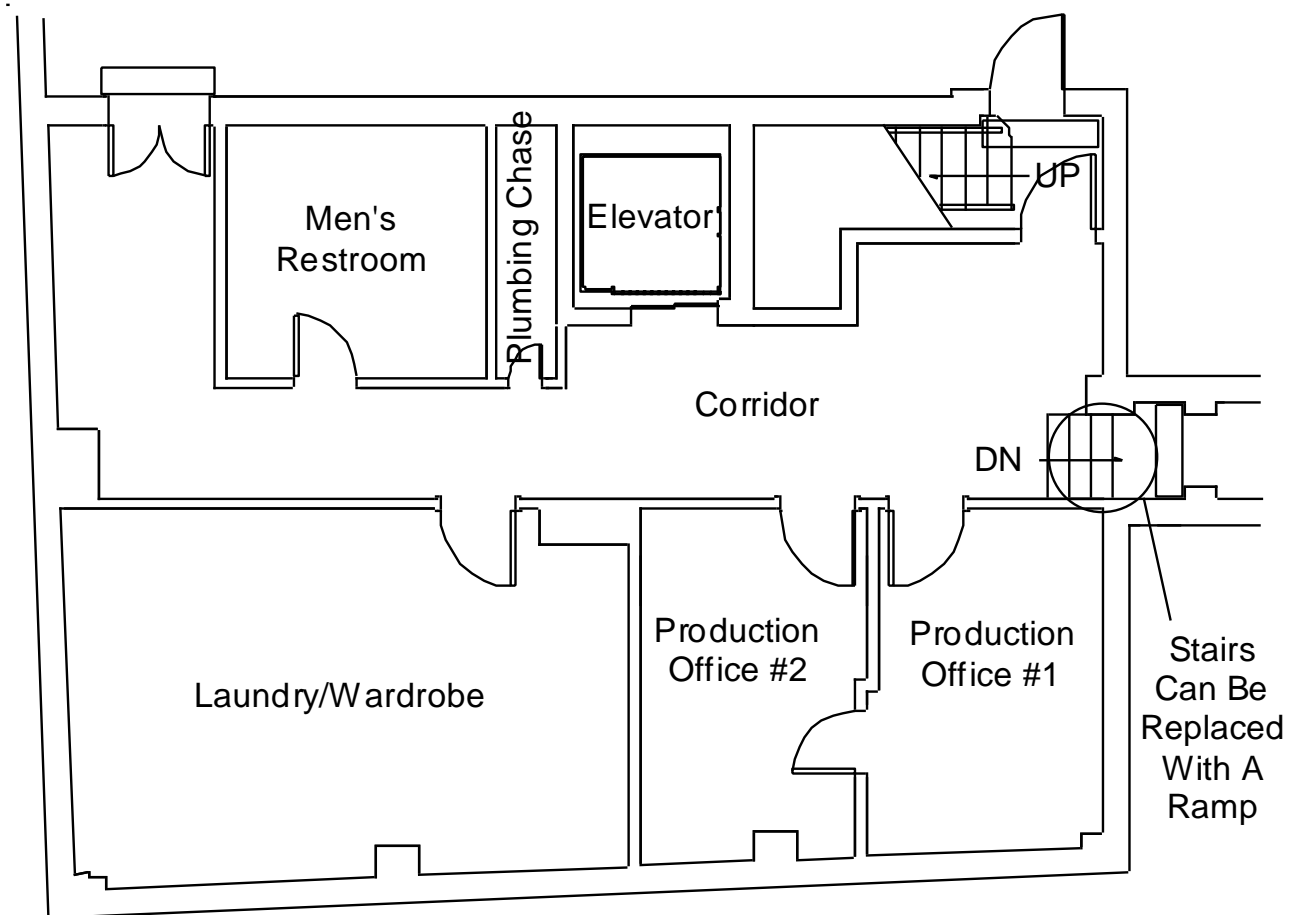 Plumbing Chase
UP
Men's
Restroom
Elevator
Corridor
DN
Production
Office #2
Production
Office #1
Stairs
Can Be
Replaced
With A
Ramp
Laundry/Wardrobe